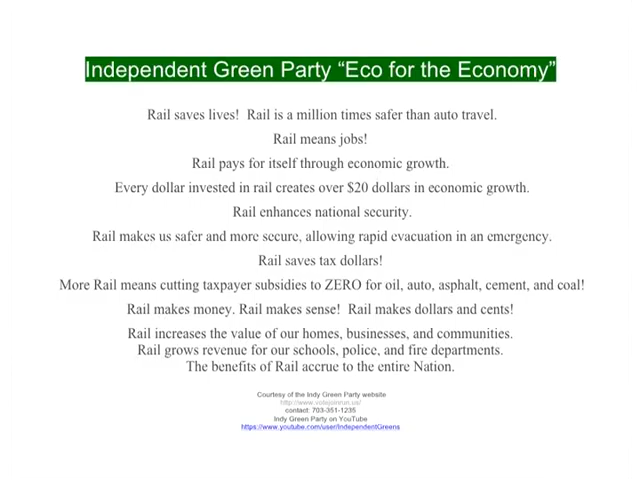 Independent Green Party “Eco for the Economy”
Rail saves lives!  Rail is a million times safer than auto travel.
Rail means jobs!
Rail pays for itself through economic growth.
Every dollar invested in rail creates over $20 dollars in economic growth.
Rail enhances national security.
Rail makes us safer and more secure, allowing rapid evacuation in an emergency.
Rail saves tax dollars!
More Rail means cutting taxpayer subsidies to ZERO for oil, auto, asphalt, cement, and coal!
Rail makes money. Rail makes sense!  Rail makes dollars and cents!
Rail increases the value of our homes, businesses, and communities.
Rail grows revenue for our schools, police, and fire departments.
The benefits of Rail accrue to the entire Nation.
Courtesy of the Indy Green Party website
http://www.votejoinrun.us/
contact: 703-351-1235
Indy Green Party on YouTube
https://www.youtube.com/user/IndependentGreens